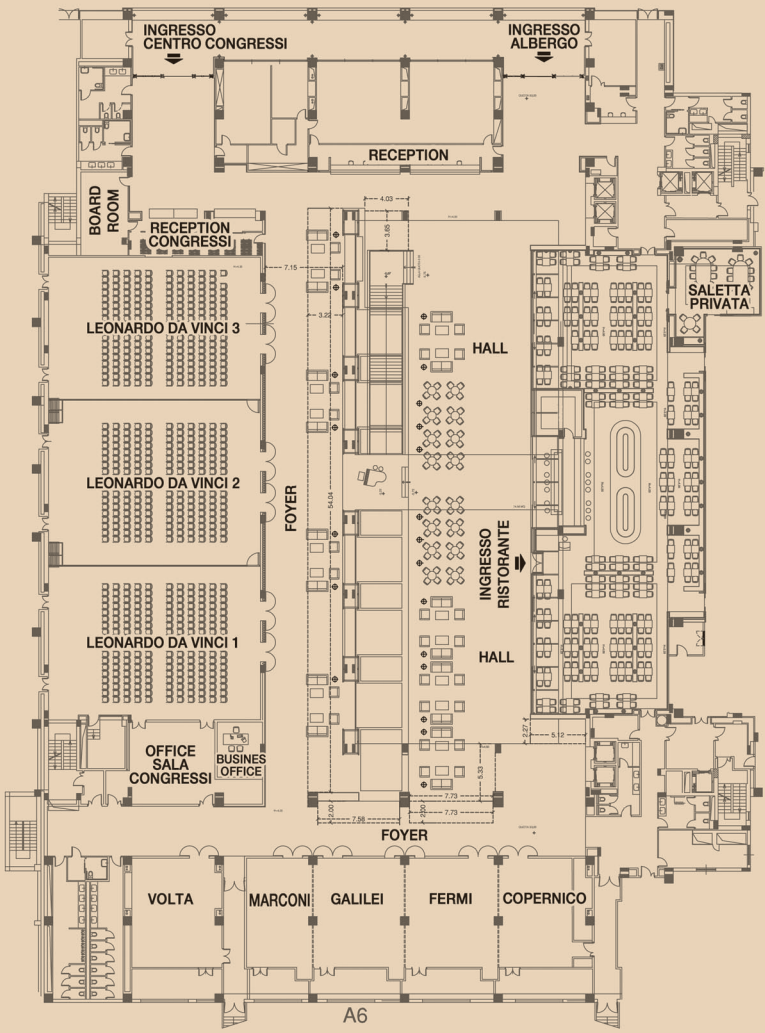 INGRESSO
CENTRO CONGRESSI
INGRESSO
ALBERGO
RECEPTION
BOARD
ROOM
RECEPTION
CONGRESSI
4.03
3.65
7.15
3.22
SALETTA
PRIVATA
LEONARDO DA VINCI 3
HALL
LEONARDO DA VINCI 2
FOYER
54.04
INGRESSO
RISTORANTE
LEONARDO DA VINCI 1
HALL
OFFICE
SALA
CONGRESSI
BUSINES
OFFICE
2.27
5.12
5.33
7.73
2.00
7.58
2.00
7.73
FOYER
VOLTA
MARCONI
GALILEI
FERMI
COPERNICO
A6